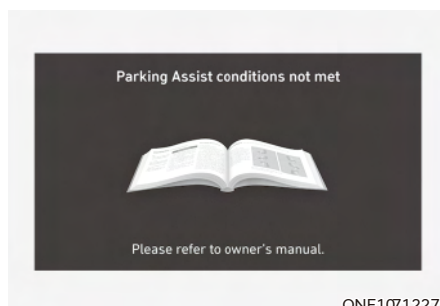 Parking Assist conditions not met
Please refer to owner's manual.
ONE1071227